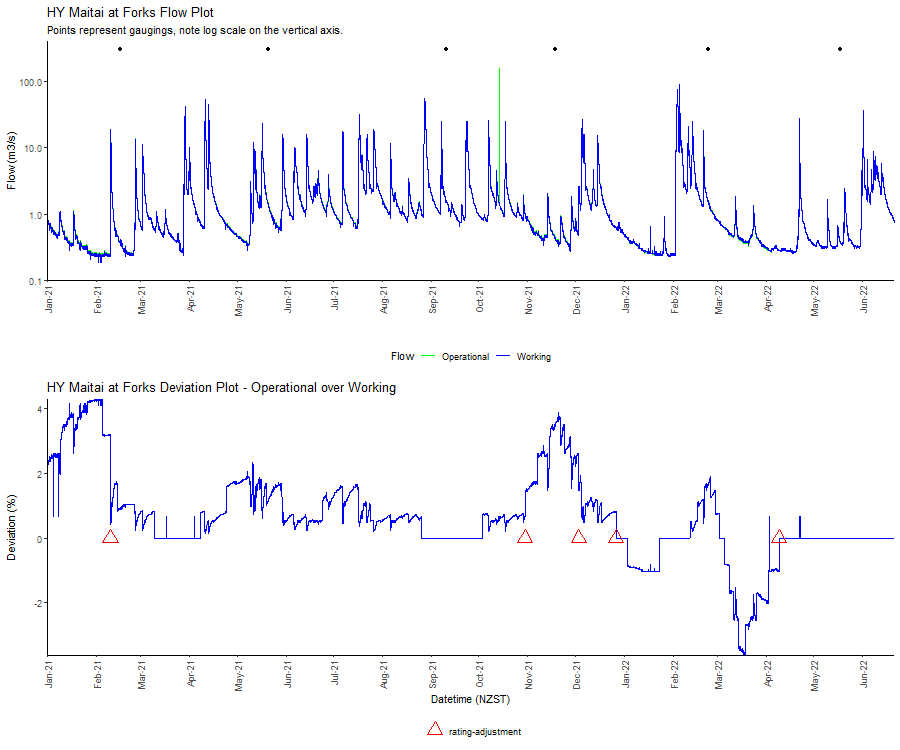 HY Maitai at Forks Flow Plot
Points represent gaugings, note log scale on the vertical axis.
Flow (m3/s)
100.0
10.0
1.0
0.1
Jan-21 Feb-21 Mar-21 Apr-21 May-21 Jun-21 Jul-21 Aug-21 Sep-21 Oct-21 Nov-21 Dec-21 Jan-22 Feb-22 Mar-22 Apr-22 May-22 Jun-22
Flow Operational Working
HY Maitai at Forks Deviation Plot - Operational over Working
Deviation (%)
4
2
0
-2
Jan-21 Feb-21 Mar-21 Apr-21 May-21 Jun-21 Jul-21 Aug-21 Sep-21 Oct-21 Nov-21 Dec-21 Jan-22 Feb-22 Mar-22 Apr-22 May-22 Jun-22
Datetime (NZST)
rating-adjustment